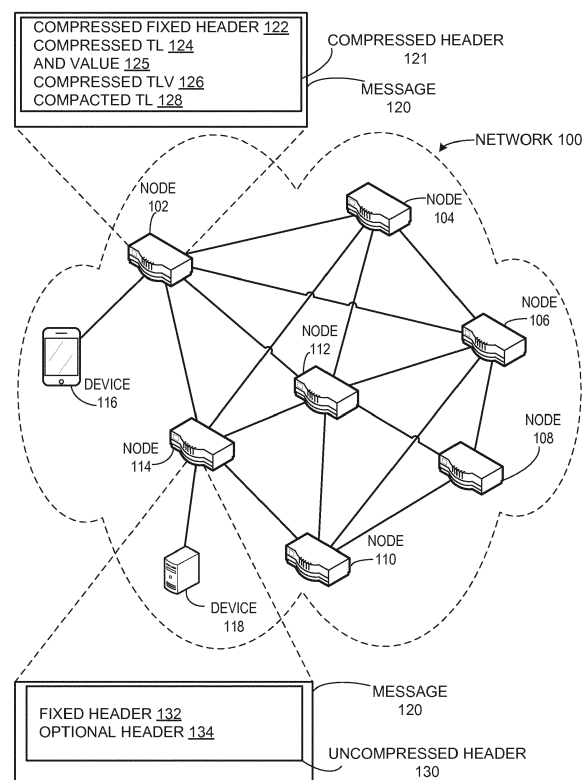 COMPRESSED FIXED HEADER 122
COMPRESSED TL 124
AND VALUE 125
COMPRESSED TLV 126
COMPACTED TL 128
COMPRESSED HEADER
121
MESSAGE
120
NETWORK 100
NODE
102
NODE
104
NODE
106
NODE
112
DEVICE
116
NODE
114
NODE
108
NODE
110
DEVICE
118
MESSAGE
120
FIXED HEADER 132
OPTIONAL HEADER 134
UNCOMPRESSED HEADER
130